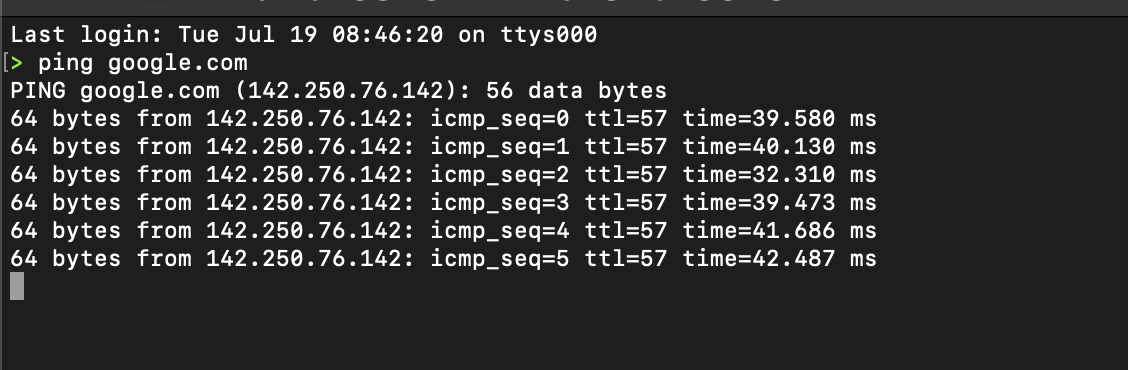 Last login: Tue Jul 19 08:46:20 on ttys000
[> ping google.com
PING google.com (142.250.76.142): 56 data bytes
64 bytes from 142.250.76.142: icmp_seq=0 ttl=57 time=39.580 ms
64 bytes from 142.250.76.142: icmp_seq=1 ttl=57 time=40.130 ms
64 bytes from 142.250.76.142: icmp_seq=2 ttl=57 time=32.310 ms
64 bytes from 142.250.76.142: icmp_seq=3 ttl=57 time=39.473 ms
64 bytes from 142.250.76.142: icmp_seq=4 ttl=57 time=41.686 ms
64 bytes from 142.250.76.142: icmp_seq=5 ttl=57 time=42.487 ms